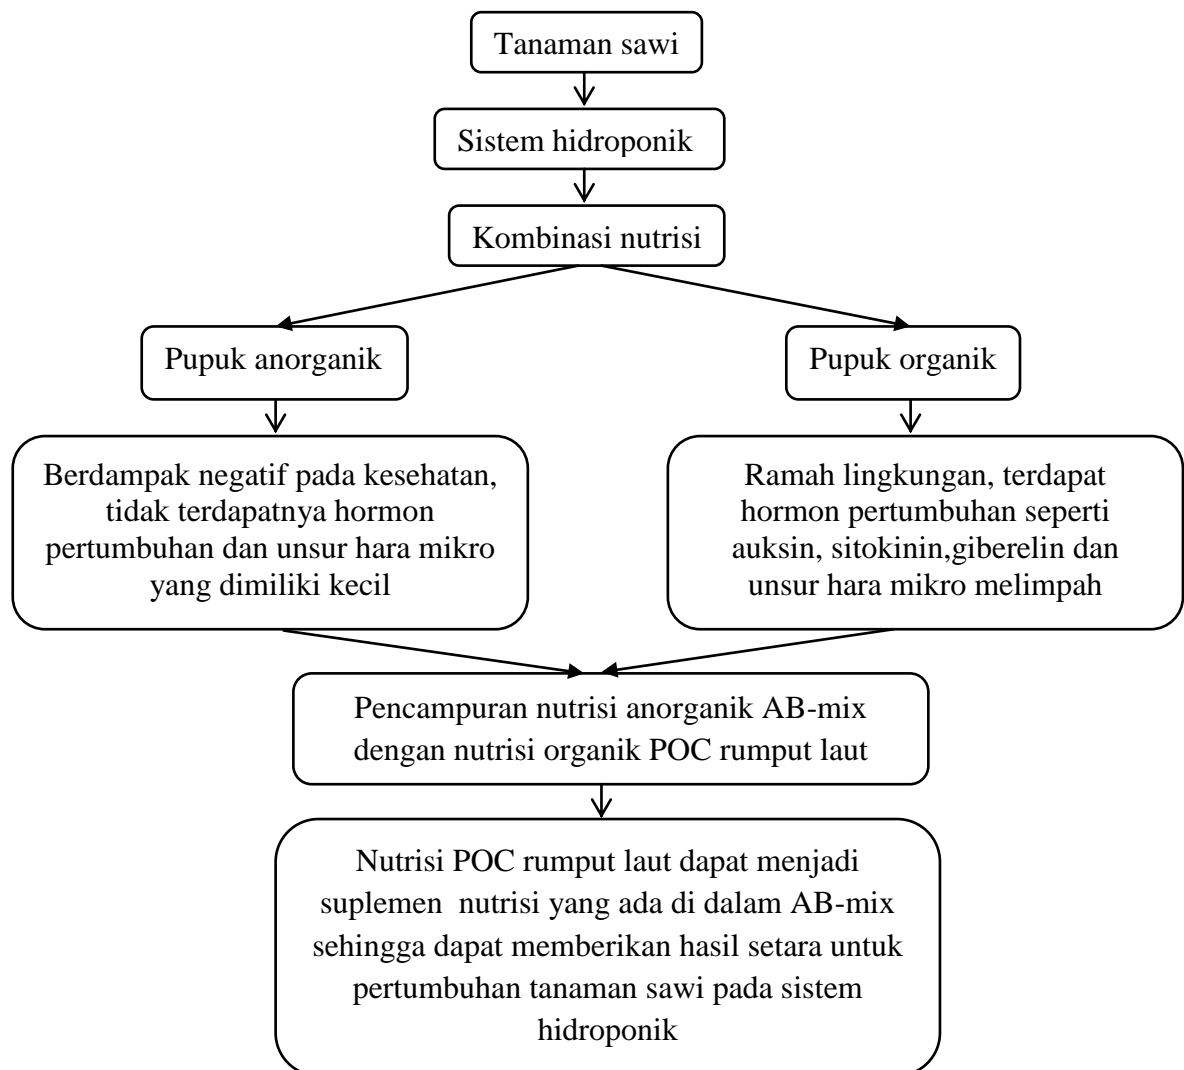 Tanaman sawi
Sistem hidroponik
Kombinasi nutrisi
Pupuk anorganik
Pupuk organik
Berdampak negatif pada kesehatan,
tidak terdapatnya hormon
pertumbuhan dan unsur hara mikro
yang dimiliki kecil
Ramah lingkungan, terdapat
hormon pertumbuhan seperti
auksin, sitokinin,giberelin dan
unsur hara mikro melimpah
Pencampuran nutrisi anorganik AB-mix
dengan nutrisi organik POC rumput laut
Nutrisi POC rumput laut dapat menjadi
suplemen  nutrisi yang ada di dalam AB-mix
sehingga dapat memberikan hasil setara untuk
pertumbuhan tanaman sawi pada sistem
hidroponik